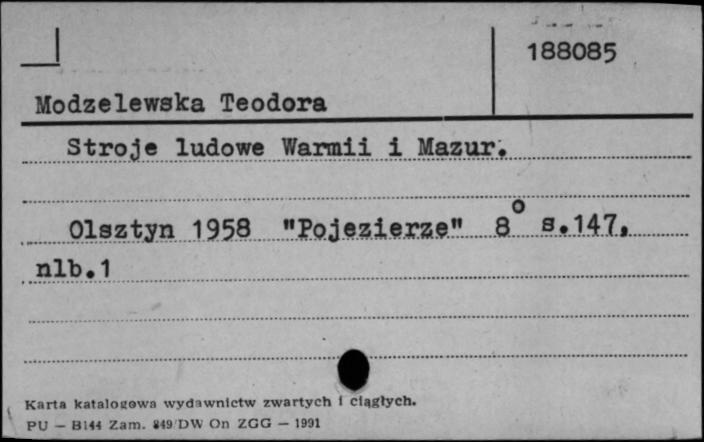 188085
Modzelewska Teodora
Stroje ludowe Warmii i Mazur.
Olsztyn 1958 "Pojezierze" 8° s.147,
nlb.1
Karta katalogowa wydawnictw zwartych i ciągłych.
PU — B144 Zam. 849/DW On ZGG — 1991